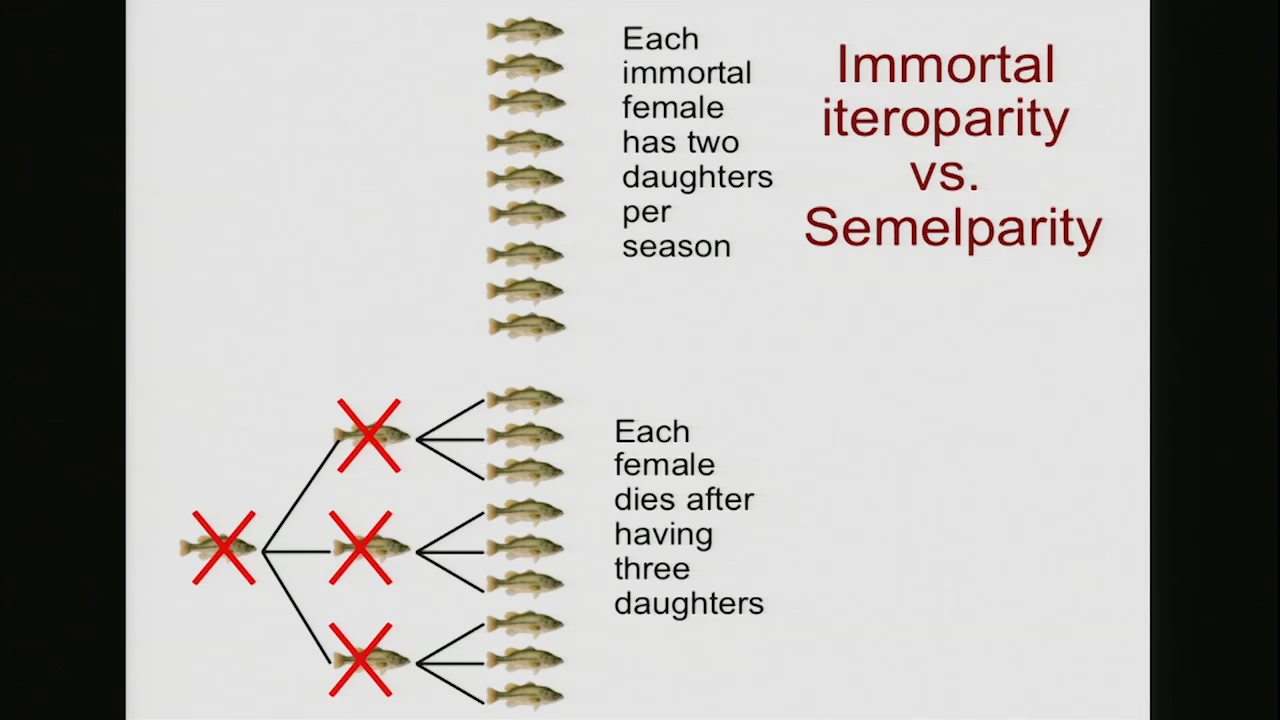 Each
immortal
female
has two
daughters
per
season
Immortal
iteroparity
vs.
Semelparity
Each
female
dies after
having
three
daughters